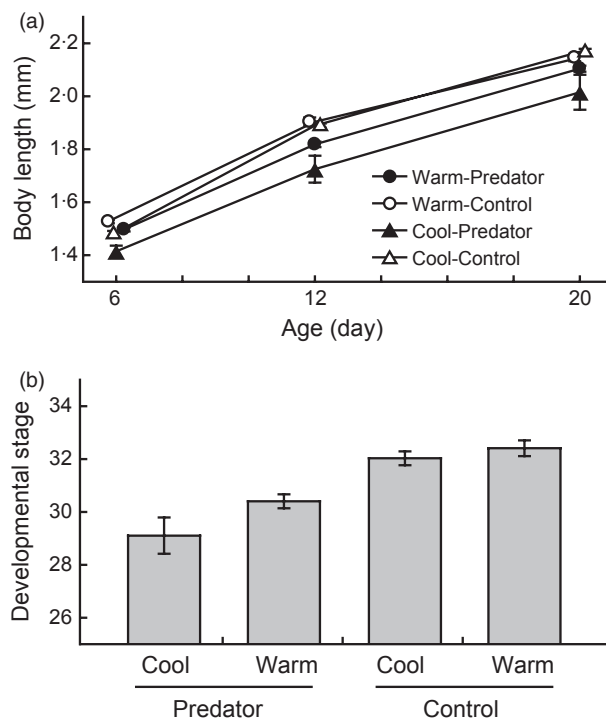 (a)
2·2
2·0
1·8
1·6
1·4
Body length (mm)
Warm-Predator
Warm-Control
Cool-Predator
Cool-Control
6
12
20
Age (day)
(b)
34
32
30
28
26
Developmental stage
Cool
Warm
Cool
Warm
Predator
Control